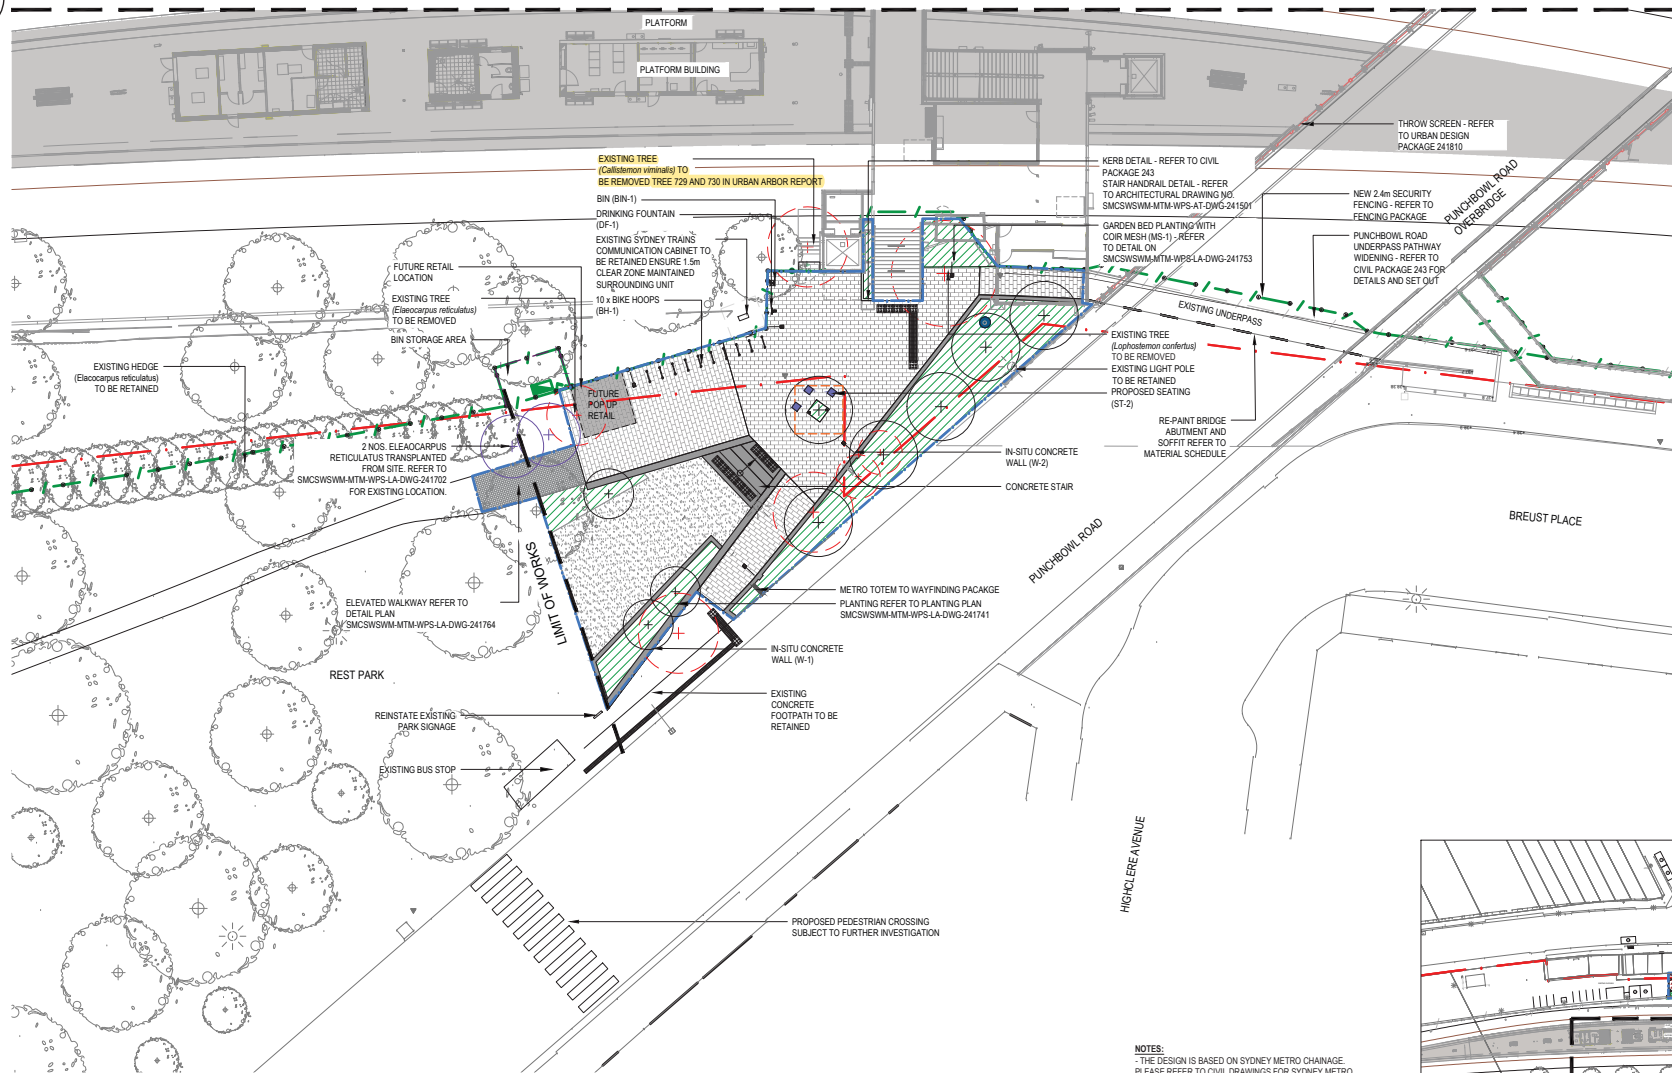 PLATFORM
PLATFORM BUILDING
THROW SCREEN - REFER
TO URBAN DESIGN
PACKAGE 241810
EXISTING TREE
(Callistemon viminalis) TO
BE REMOVED TREE 729 AND 730 IN URBAN ARBOR REPORT
BIN (BIN-1)
DRINKING FOUNTAIN
(DF-1)
EXISTING SYDNEY TRAINS
COMMUNICATION CABINET TO
BE RETAINED ENSURE 1.5m
CLEAR ZONE MAINTAINED
SURROUNDING UNIT
10 x BIKE HOOPS
(BH-1)
KERB DETAIL - REFER TO CIVIL
PACKAGE 243
STAIR HANDRAIL DETAIL - REFER
TO ARCHITECTURAL DRAWING NO.
SMCSWSWM-MTM-WPS-AT-DWG-241501
GARDEN BED PLANTING WITH
COIR MESH (MS-1) - REFER
TO DETAIL ON
SMCSWSWM-MTM-WPS-LA-DWG-241753
NEW 2.4m SECURITY
FENCING - REFER TO
FENCING PACKAGE
PUNCHBOWL ROAD
OVERBRIDGE
PUNCHBOWL ROAD
UNDERPASS PATHWAY
WIDENING - REFER TO
CIVIL PACKAGE 243 FOR
DETAILS AND SET OUT
FUTURE RETAIL
LOCATION
EXISTING TREE
(Elaeocarpus reticulatus)
TO BE REMOVED
BIN STORAGE AREA
EXISTING HEDGE
(Elacocarpus reticulatus)
TO BE RETAINED
EXISTING UNDERPASS
EXISTING TREE
(Lophostemon confertus)
TO BE REMOVED
EXISTING LIGHT POLE
TO BE RETAINED
PROPOSED SEATING
(ST-2)
FUTURE
POP UP
RETAIL
RE-PAINT BRIDGE
ABUTMENT AND
SOFFIT REFER TO
MATERIAL SCHEDULE
2 NOS. ELEAOCARPUS
RETICULATUS TRANSPLANTED
FROM SITE. REFER TO
SMCSWSWM-MTM-WPS-LA-DWG-241702
FOR EXISTING LOCATION.
IN-SITU CONCRETE
WALL (W-2)
CONCRETE STAIR
BREUST PLACE
PUNCHBOWL ROAD
LIMIT OF WORKS
ELEVATED WALKWAY REFER TO
DETAIL PLAN
SMCSWSWM-MTM-WPS-LA-DWG-241764
METRO TOTEM TO WAYFINDING PACAKGE
PLANTING REFER TO PLANTING PLAN
SMCSWSWM-MTM-WPS-LA-DWG-241741
REST PARK
IN-SITU CONCRETE
WALL (W-1)
EXISTING
CONCRETE
FOOTPATH TO BE
RETAINED
REINSTATE EXISTING
PARK SIGNAGE
EXISTING BUS STOP
HIGHCLERE AVENUE
PROPOSED PEDESTRIAN CROSSING
SUBJECT TO FURTHER INVESTIGATION
NOTES:
- THE DESIGN IS BASED ON SYDNEY METRO CHAINAGE.
PLEASE REFER TO CIVIL DRAWINGS FOR SYDNEY METRO